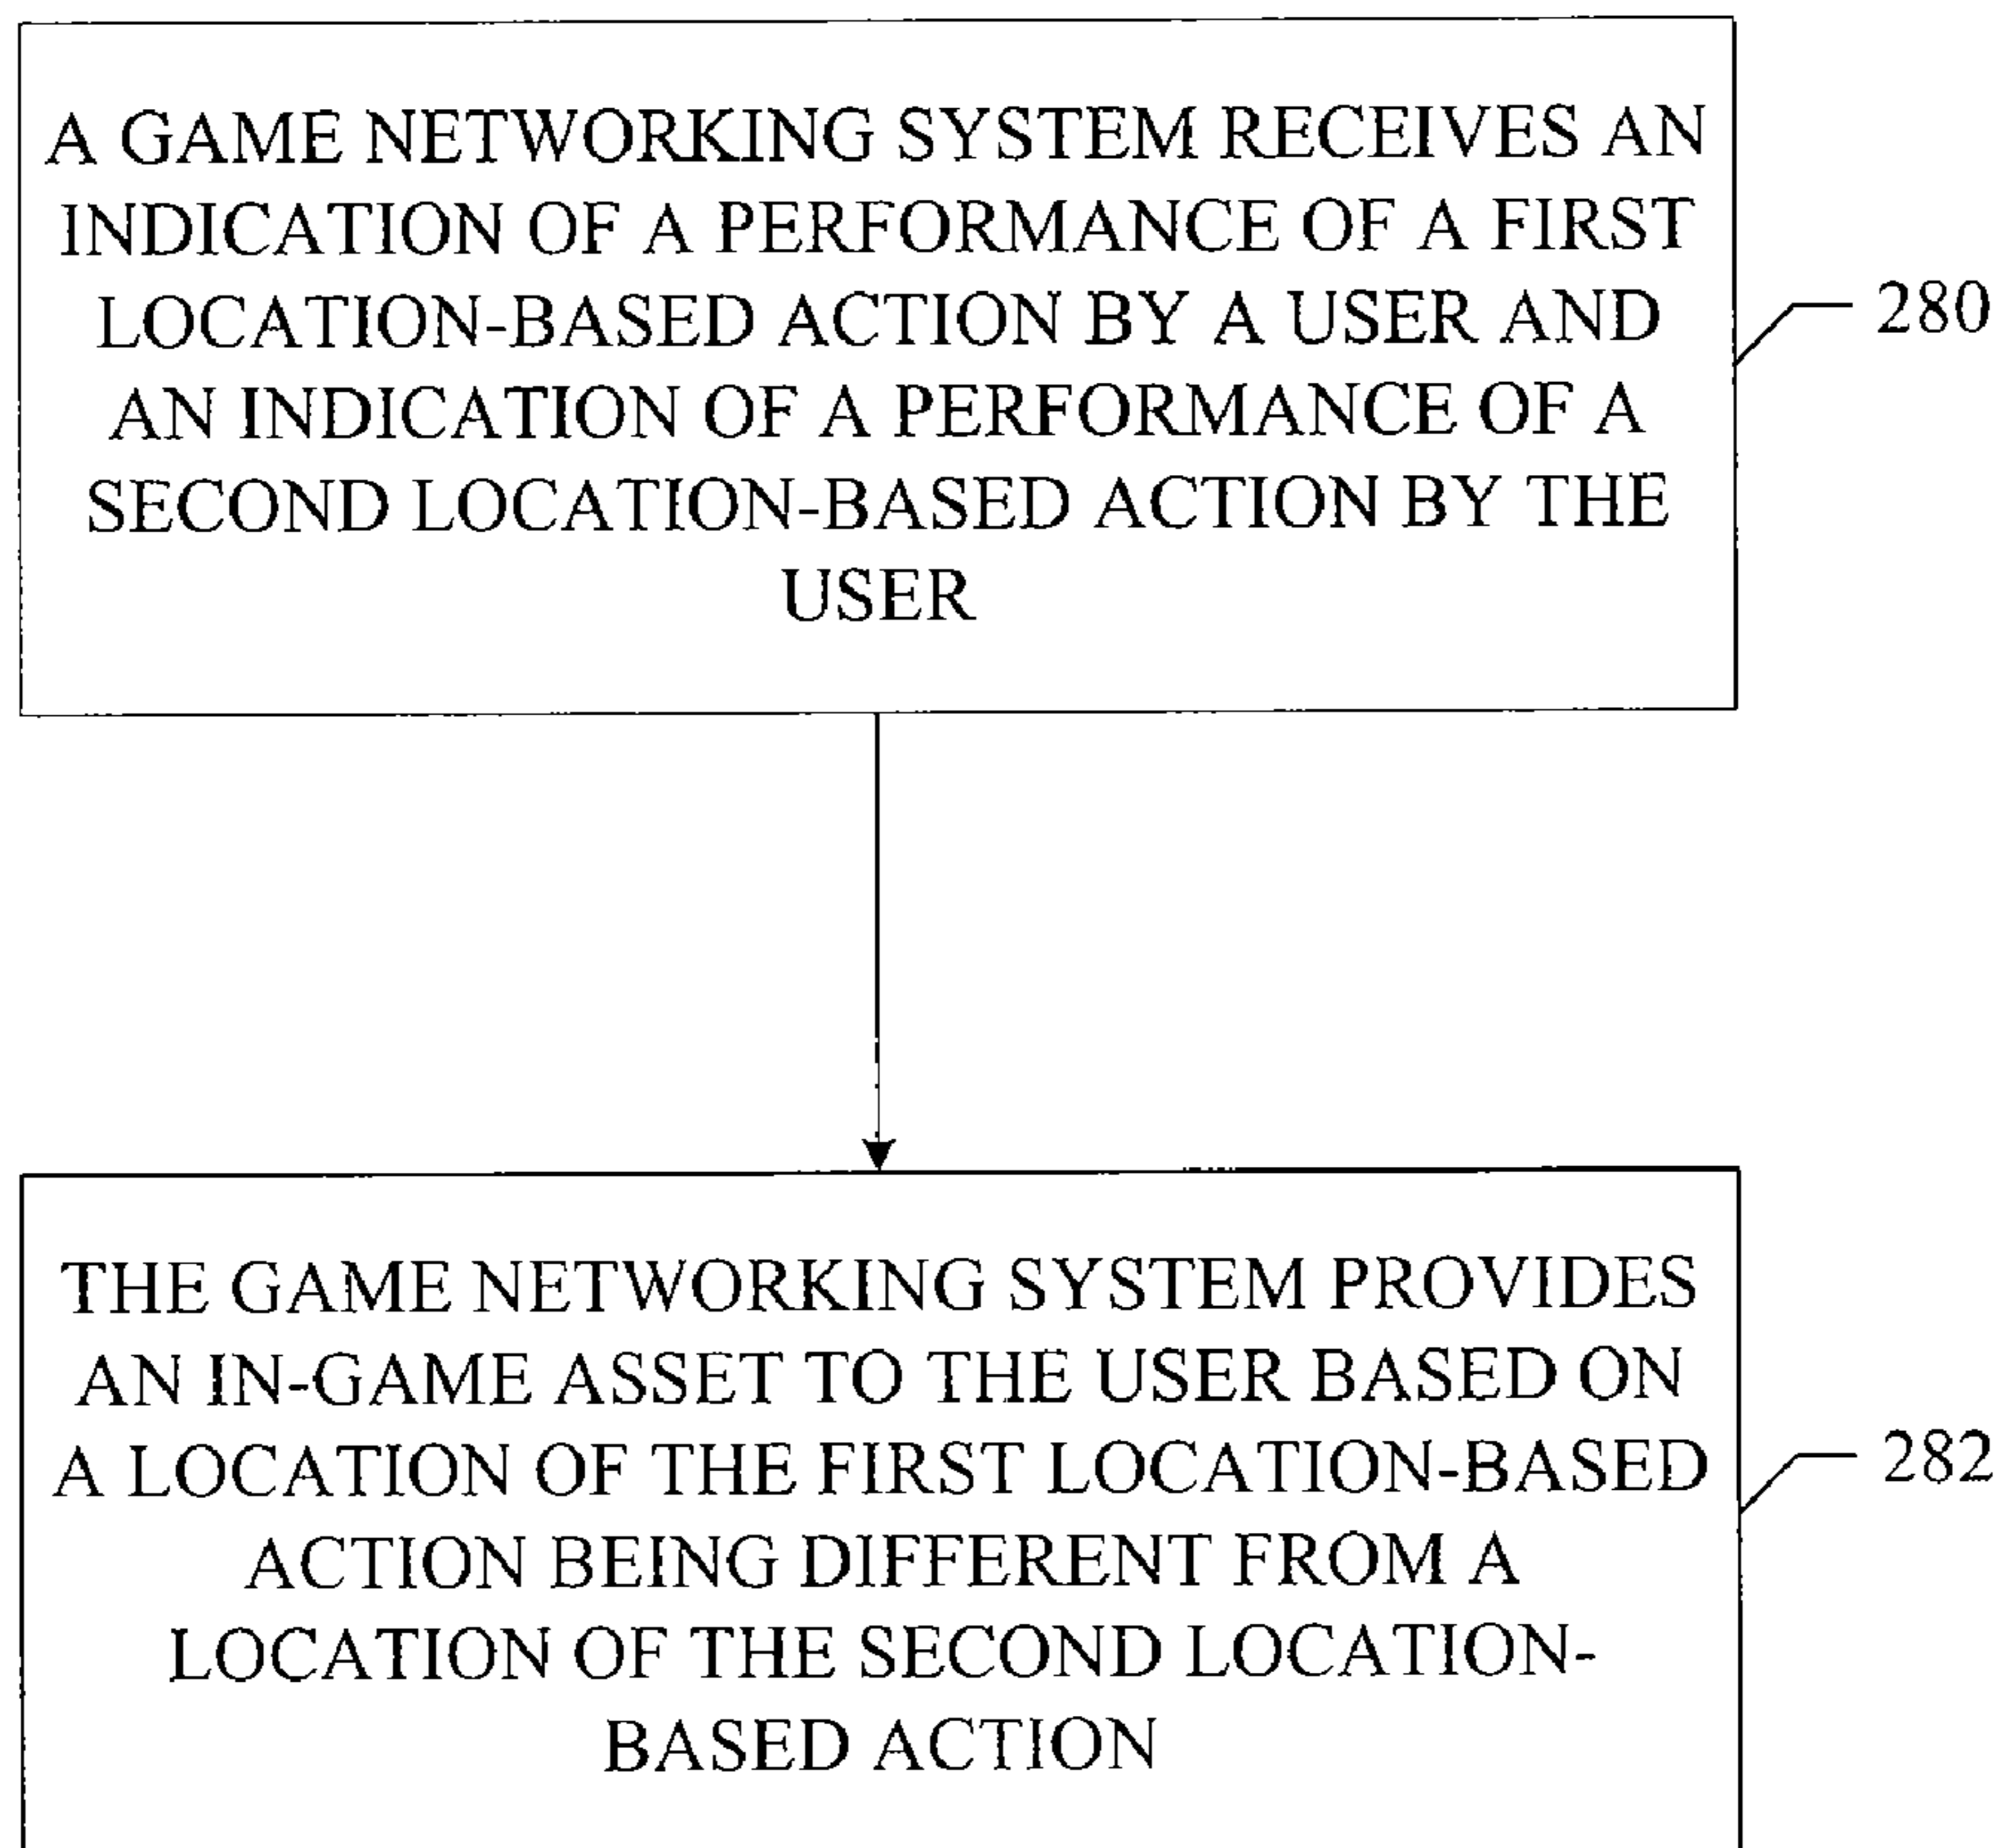 A GAME NETWORKING SYSTEM RECEIVES AN
INDICATION OF A PERFORMANCE OF A FIRST
LOCATION-BASED ACTION BY A USER AND
AN INDICATION OF A PERFORMANCE OF A
SECOND LOCATION-BASED ACTION BY THE
USER
280
THE GAME NETWORKING SYSTEM PROVIDES
AN IN-GAME ASSET TO THE USER BASED ON
A LOCATION OF THE FIRST LOCATION-BASED
ACTION BEING DIFFERENT FROM A
LOCATION OF THE SECOND LOCATION-
BASED ACTION
282